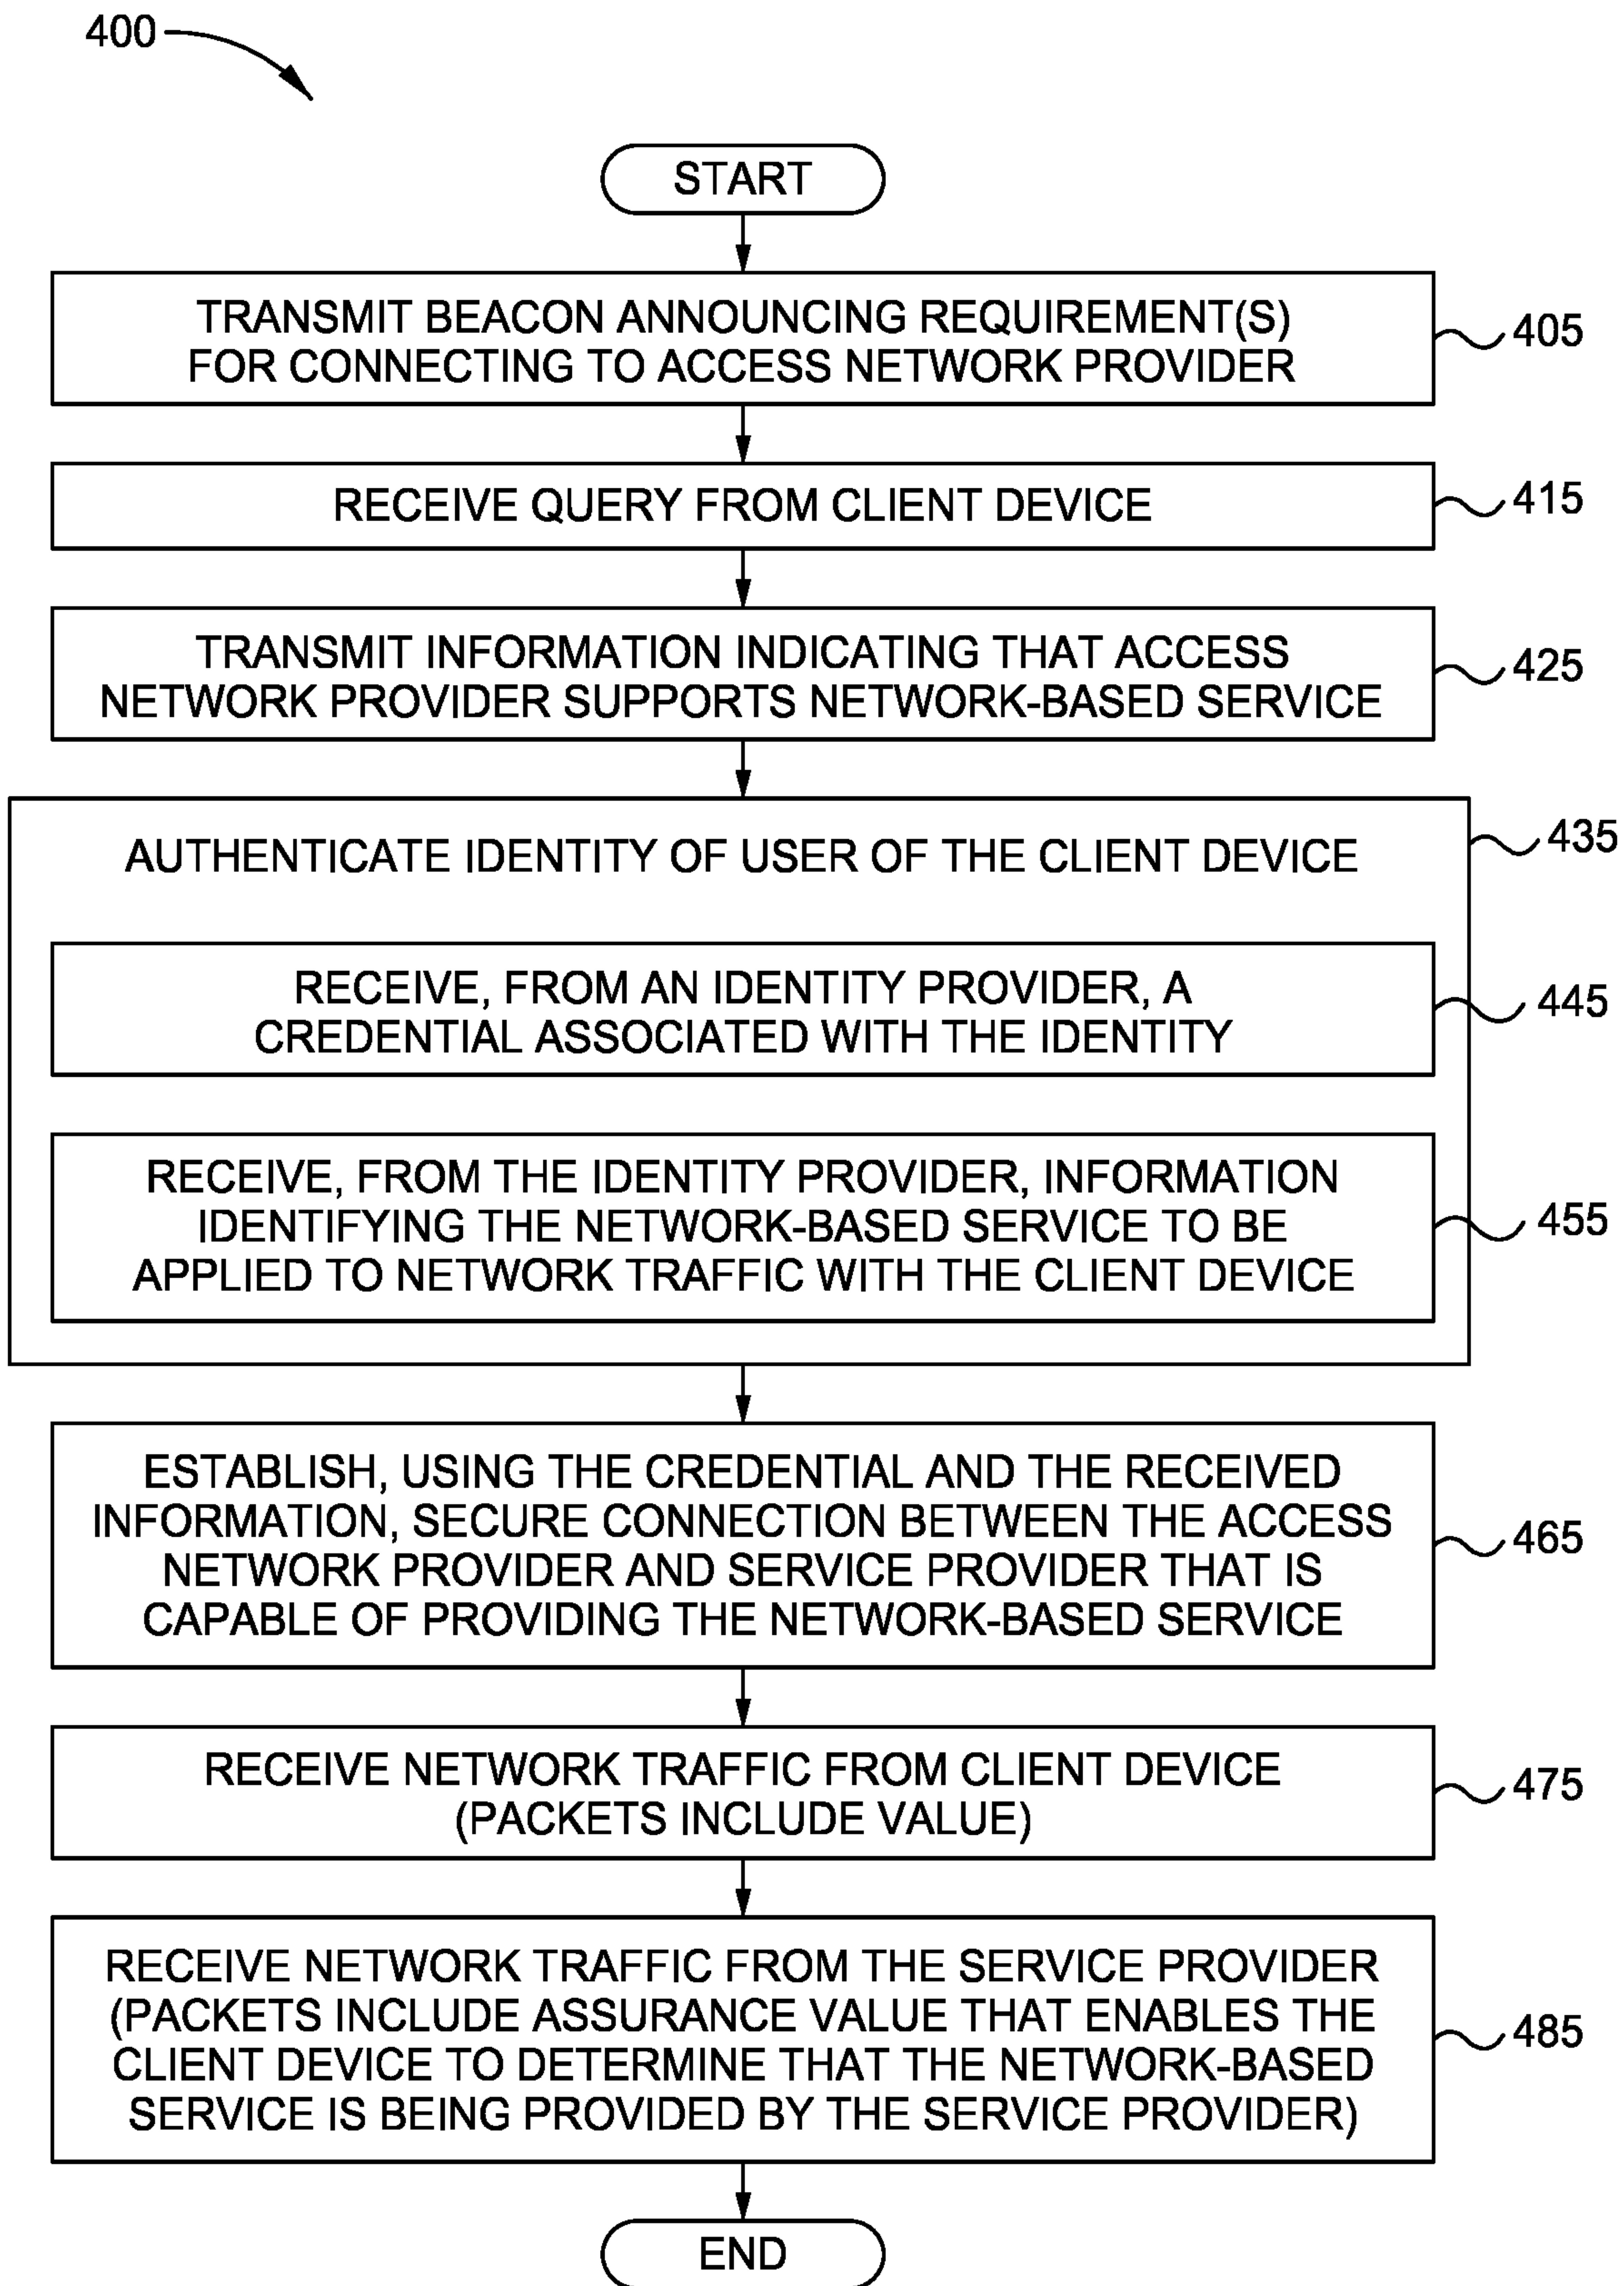 400
START
TRANSMIT BEACON ANNOUNCING REQUIREMENT(S)
FOR CONNECTING TO ACCESS NETWORK PROVIDER
405
RECEIVE QUERY FROM CLIENT DEVICE
415
TRANSMIT INFORMATION INDICATING THAT ACCESS
NETWORK PROVIDER SUPPORTS NETWORK-BASED SERVICE
425
AUTHENTICATE IDENTITY OF USER OF THE CLIENT DEVICE
435
RECEIVE, FROM AN IDENTITY PROVIDER, A
CREDENTIAL ASSOCIATED WITH THE IDENTITY
445
RECEIVE, FROM THE IDENTITY PROVIDER, INFORMATION
IDENTIFYING THE NETWORK-BASED SERVICE TO BE
APPLIED TO NETWORK TRAFFIC WITH THE CLIENT DEVICE
455
ESTABLISH, USING THE CREDENTIAL AND THE RECEIVED
INFORMATION, SECURE CONNECTION BETWEEN THE ACCESS
NETWORK PROVIDER AND SERVICE PROVIDER THAT IS
CAPABLE OF PROVIDING THE NETWORK-BASED SERVICE
465
RECEIVE NETWORK TRAFFIC FROM CLIENT DEVICE
(PACKETS INCLUDE VALUE)
475
RECEIVE NETWORK TRAFFIC FROM THE SERVICE PROVIDER
(PACKETS INCLUDE ASSURANCE VALUE THAT ENABLES THE
CLIENT DEVICE TO DETERMINE THAT THE NETWORK-BASED
SERVICE IS BEING PROVIDED BY THE SERVICE PROVIDER)
485
END